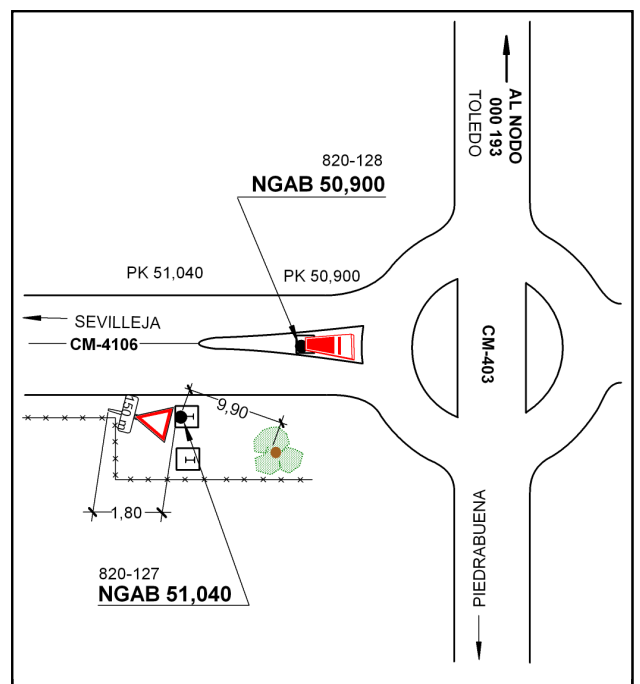 AL NODO
000 193
TOLEDO
820-128
NGAB 50,900
PK 51,040
PK 50,900
SEVILLEJA
CM-4106
CM-403
150 m
9,90
I
I
1,80
PIEDRABUENA
820-127
NGAB 51,040